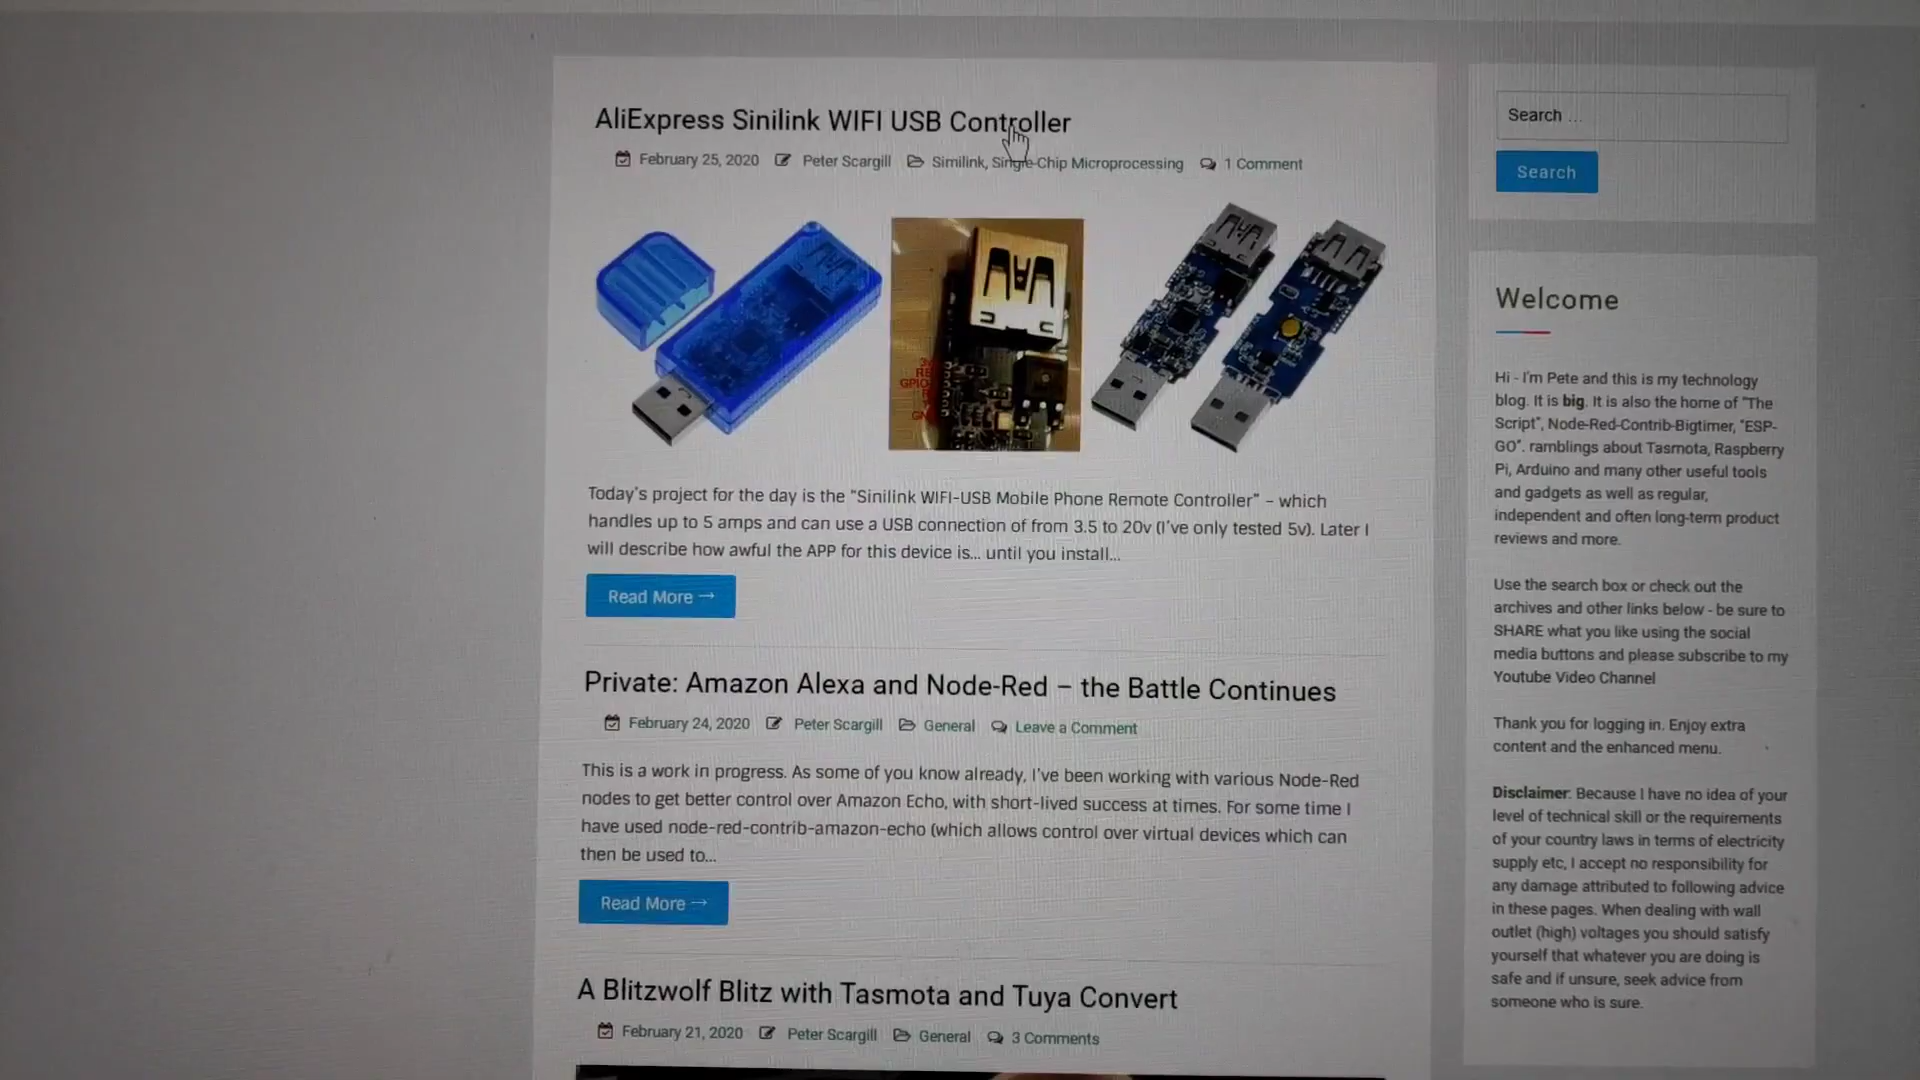 AliExpress Sinilink WIFI USB Controller
February 25, 2020 Peter Scargill Similink, Single-Chip Microprocessing 1 Comment
RE
GPIO
Today's project for the day is the "Sinilink WIFI-USB Mobile Phone Remote Controller" – which
handles up to 5 amps and can use a USB connection of from 3.5 to 20v (I've only tested 5v). Later I
will describe how awful the APP for this device is... until you install...
Read More →
Private: Amazon Alexa and Node-Red – the Battle Continues
February 24, 2020 Peter Scargill General Leave a Comment
This is a work in progress. As some of you know already, I've been working with various Node-Red
nodes to get better control over Amazon Echo, with short-lived success at times. For some time I
have used node-red-contrib-amazon-echo (which allows control over virtual devices which can
then be used to...
Read More →
A Blitzwolf Blitz with Tasmota and Tuya Convert
February 21, 2020 Peter Scargill General 3 Comments
Search ...
Search
Welcome
Hi - I'm Pete and this is my technology
blog. It is big. It is also the home of "The
Script", Node-Red-Contrib-Bigtimer, "ESP-
GO". ramblings about Tasmota, Raspberry
Pi, Arduino and many other useful tools
and gadgets as well as regular,
independent and often long-term product
reviews and more.
Use the search box or check out the
archives and other links below - be sure to
SHARE what you like using the social
media buttons and please subscribe to my
Youtube Video Channel
Thank you for logging in. Enjoy extra
content and the enhanced menu.
Disclaimer: Because I have no idea of your
level of technical skill or the requirements
of your country laws in terms of electricity
supply etc, I accept no responsibility for
any damage attributed to following advice
in these pages. When dealing with wall
outlet (high) voltages you should satisfy
yourself that whatever you are doing is
safe and if unsure, seek advice from
someone who is sure.